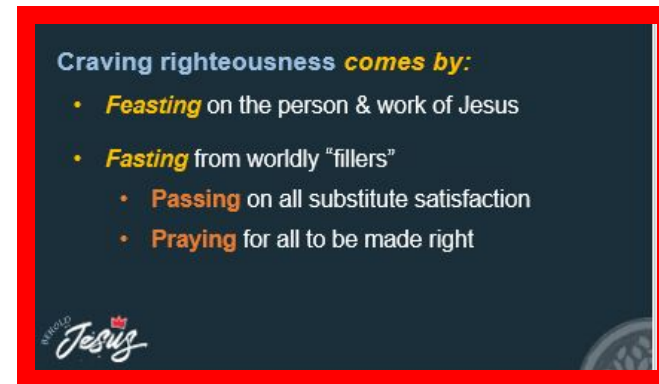 Craving righteousness comes by:
• Feasting on the person & work of Jesus
• Fasting from worldly “fillers”
• Passing on all substitute satisfaction
• Praying for all to be made right
BEHOLD
Jesus